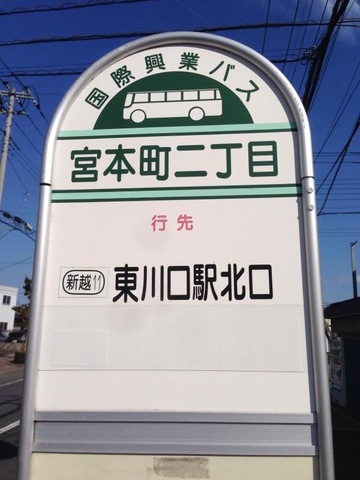 国際興業バス
宮本町二丁目
行先
新越11 東川口駅北口